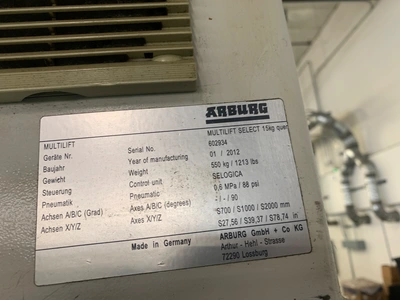 ARBURG
MULTILIFT MULTILIFT SELECT 15kg quer
Geräte Nr. Serial No. 602934
Baujahr Year of manufacturing 01 / 2012
Gewicht Weight 550 kg / 1213 lbs
Steuerung Control unit SELOGICA
Pneumatik Pneumatic 0,6 MPa / 88 psi
Achsen A/B/C (Grad) Axes A/B/C (degrees) - / - / 90
Achsen X/Y/Z Axes X/Y/Z S700 / S1000 / S2000 mm
S27,56 / S39,37 / S78,74 in
Made in Germany ARBURG GmbH + Co KG
Arthur - Hehl - Strasse
72290 Lossburg